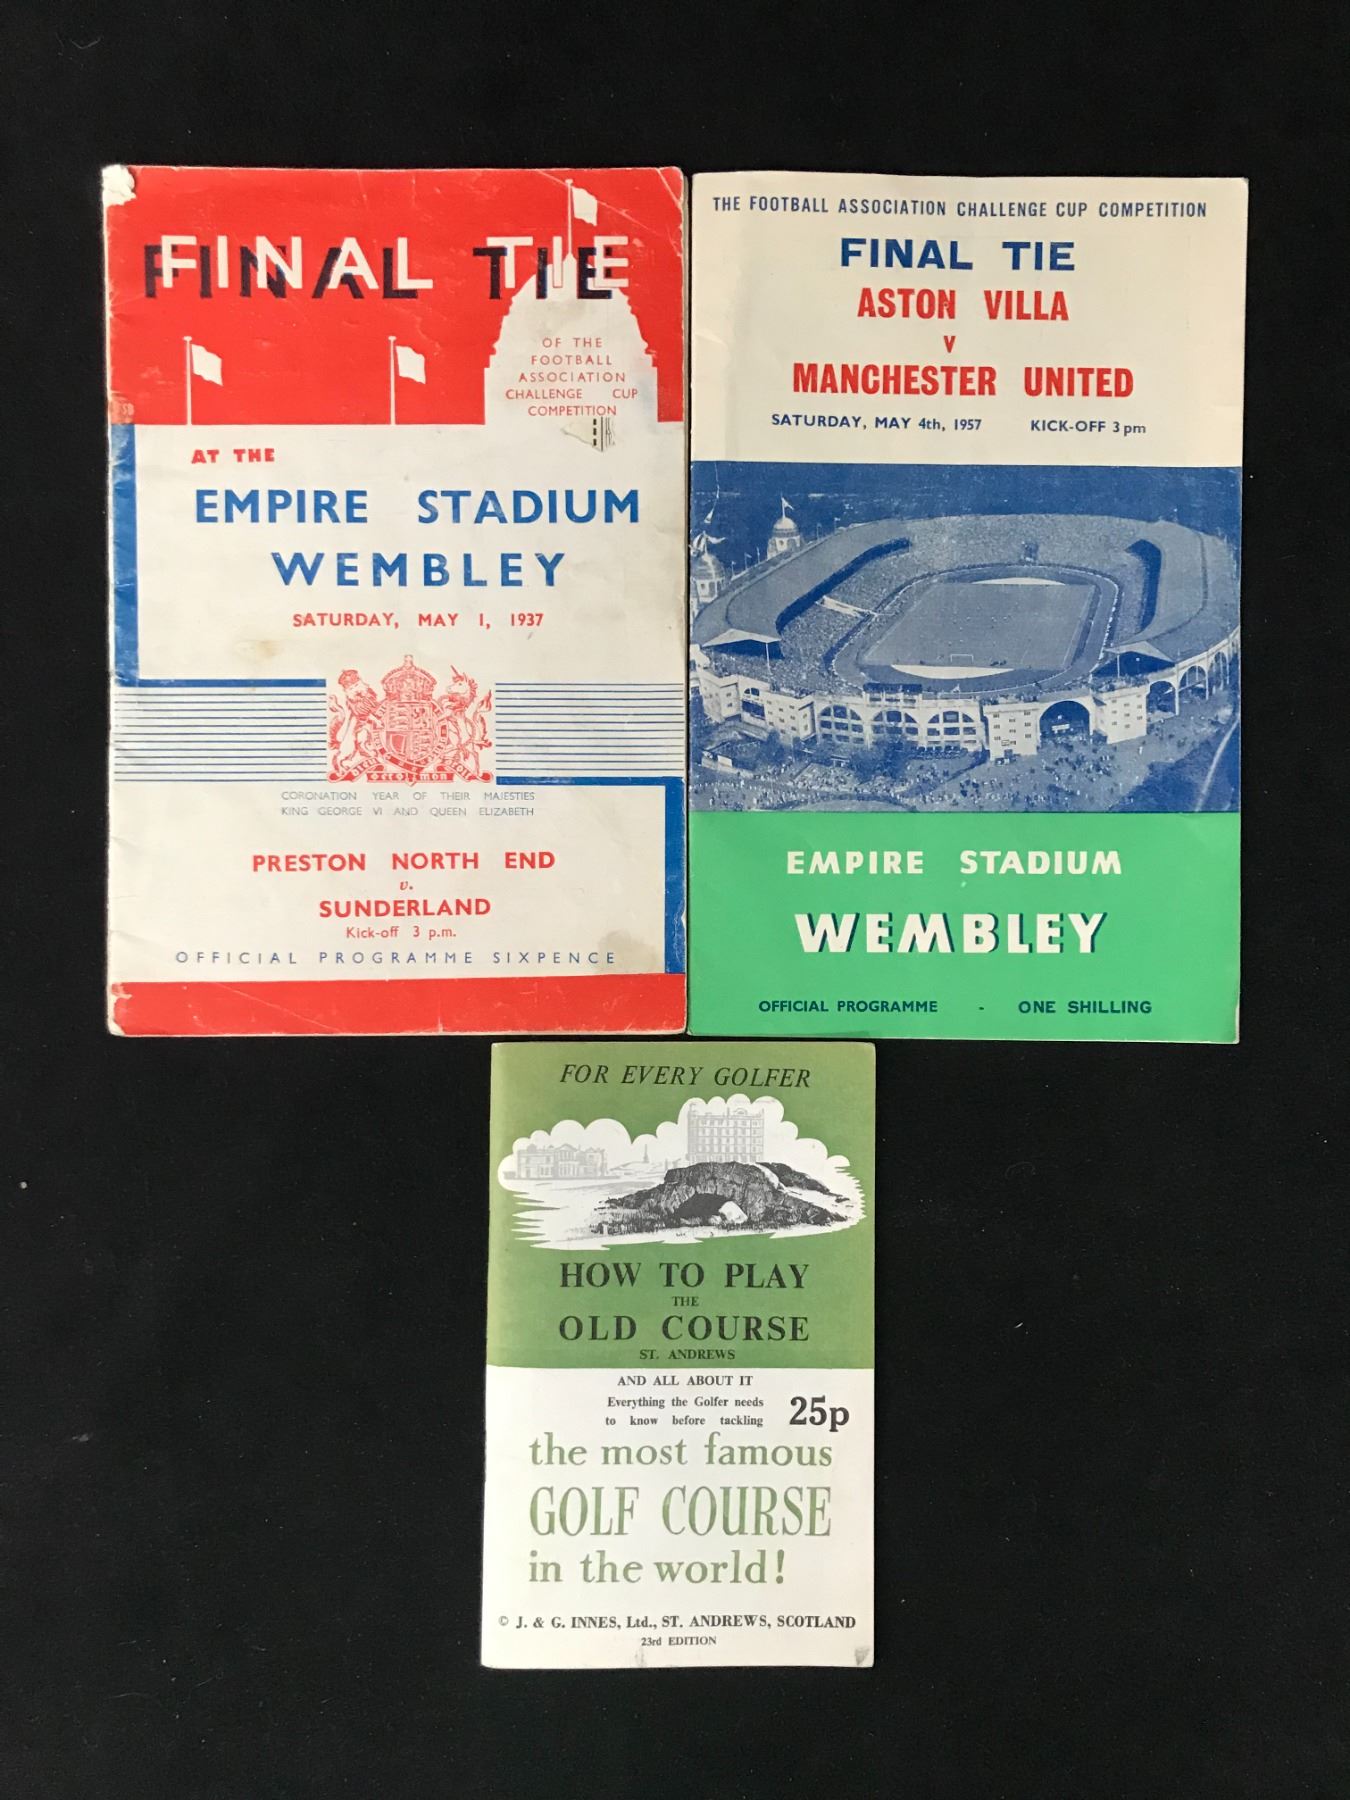 FINAL TIE
OF THE
FOOTBALL
ASSOCIATION
CHALLENGE CUP
COMPETITION
AT THE
EMPIRE STADIUM
WEMBLEY
SATURDAY, MAY 1, 1937
CORONATION YEAR OF THEIR MAJESTIES
KING GEORGE VI AND QUEEN ELIZABETH
PRESTON NORTH END
v.
SUNDERLAND
Kick-off 3 p.m.
OFFICIAL PROGRAMME SIXPENCE
THE FOOTBALL ASSOCIATION CHALLENGE CUP COMPETITION
FINAL TIE
ASTON VILLA
V
MANCHESTER UNITED
SATURDAY, MAY 4th, 1957 KICK-OFF 3 pm
EMPIRE STADIUM
WEMBLEY
OFFICIAL PROGRAMME - ONE SHILLING
FOR EVERY GOLFER
HOW TO PLAY
THE
OLD COURSE
ST. ANDREWS
AND ALL ABOUT IT
Everything the Golfer needs
to know before tackling
25p
the most famous
GOLF COURSE
in the world!
© J. & G. INNES, Ltd., ST. ANDREWS, SCOTLAND
23rd EDITION